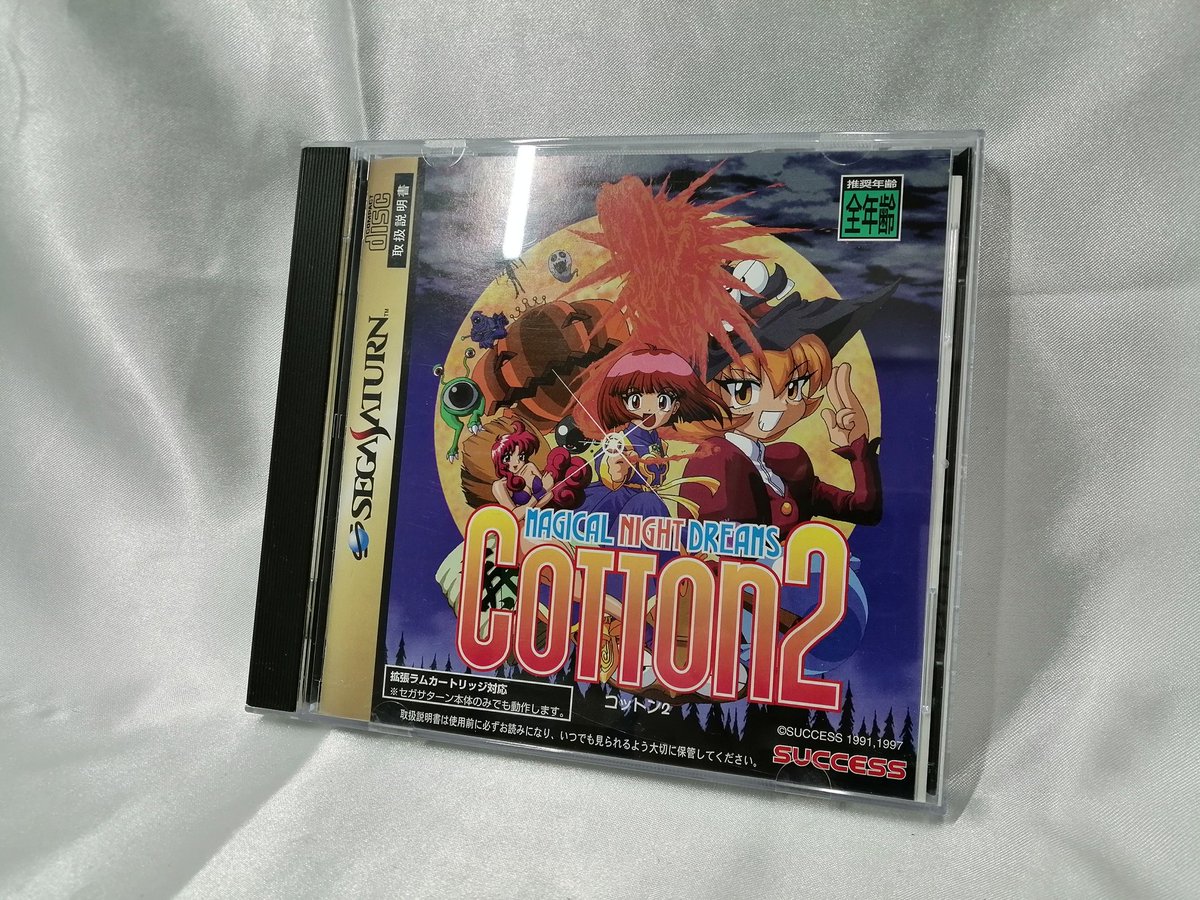 COMPACT
DISC
取扱説明書
SEGA SATURN™
推奨年齢
全年齢
MAGICAL NIGHT DREAMS
COTTON2
コットン2
拡張ラムカートリッジ対応
※セガサターン本体のみでも動作します。
取扱説明書は使用前に必ずお読みになり、いつでも見られるよう大切に保管してください。
©SUCCESS 1991,1997
SUCCESS